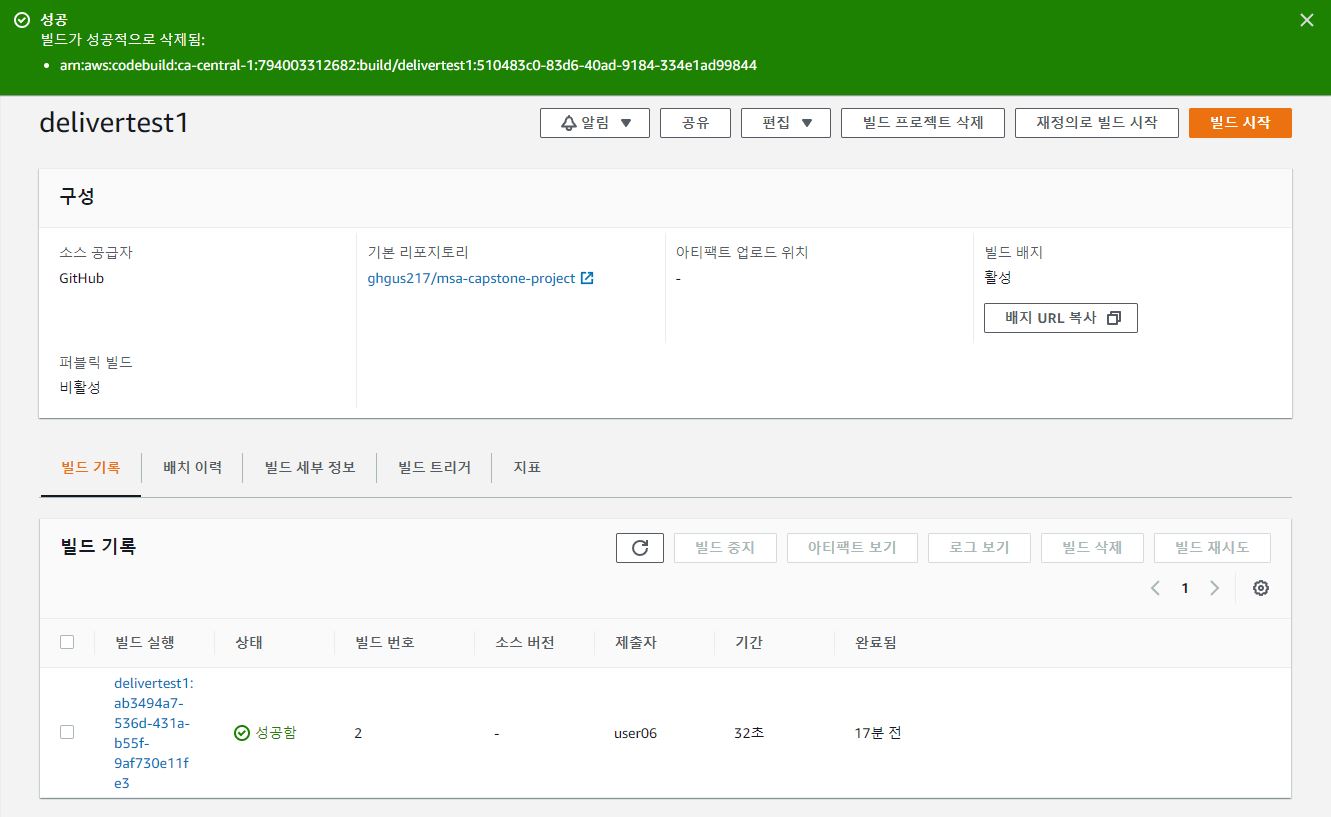 성공
빌드가 성공적으로 삭제됨:
• arn:aws:codebuild:ca-central-1:794003312682:build/delivertest1:510483c0-83d6-40ad-9184-334e1ad99844
delivertest1
알림
공유
편집
빌드 프로젝트 삭제
재정의로 빌드 시작
빌드 시작
구성
소스 공급자
GitHub
기본 리포지토리
ghgus217/msa-capstone-project
아티팩트 업로드 위치
-
빌드 배지
활성
배지 URL 복사
퍼블릭 빌드
비활성
빌드 기록
배치 이력
빌드 세부 정보
빌드 트리거
지표
빌드 기록
빌드 중지
아티팩트 보기
로그 보기
빌드 삭제
빌드 재시도
1
빌드 실행
상태
빌드 번호
소스 버전
제출자
기간
완료됨
delivertest1:
ab3494a7-
536d-431a-
b55f-
9af730e11f
e3
성공함
2
-
user06
32초
17분 전